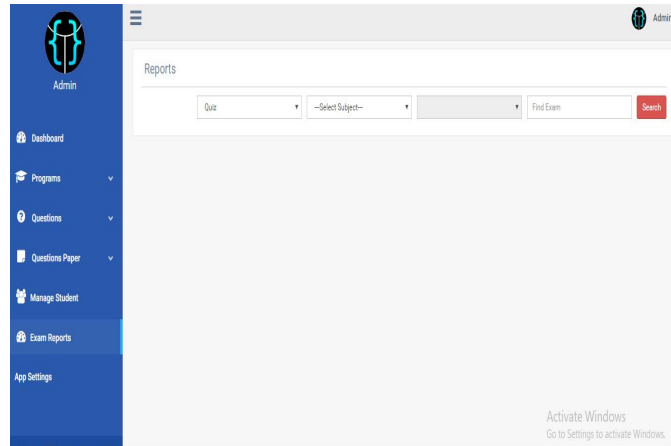 Admin
Admin
Reports
Quiz
---Select Subject---
Find Exam
Search
Dashboard
Programs
Questions
Questions Paper
Manage Student
Exam Reports
App Settings
Activate Windows
Go to Settings to activate Windows.